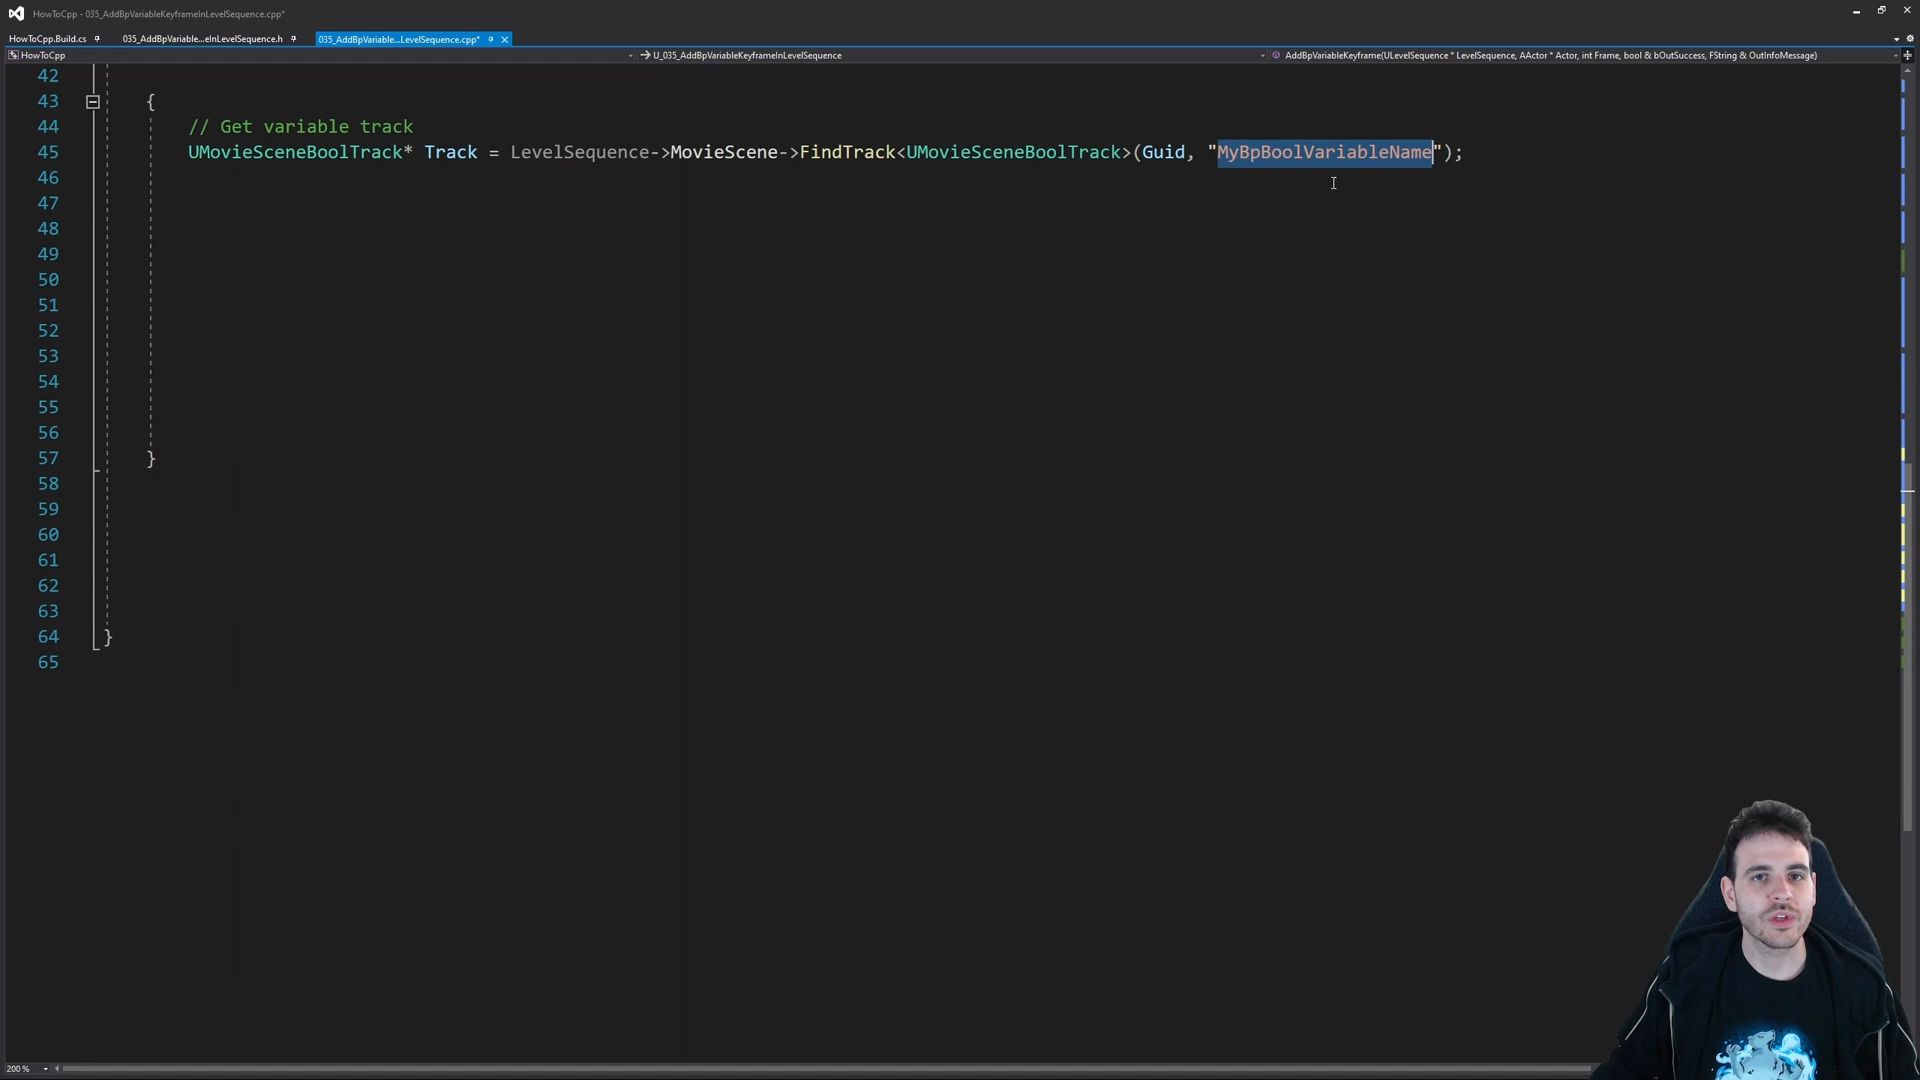 HowToCpp - 035_AddBpVariableKeyframeInLevelSequence.cpp*
HowToCpp.Build.cs
035_AddBpVariable...eInLevelSequence.h
035_AddBpVariable...LevelSequence.cpp*
HowToCpp
U_035_AddBpVariableKeyframeInLevelSequence
AddBpVariableKeyframe(ULevelSequence * LevelSequence, AActor * Actor, int Frame, bool & bOutSuccess, FString & OutInfoMessage)
42
43 {
44 // Get variable track
45 UMovieSceneBoolTrack* Track = LevelSequence->MovieScene->FindTrack<UMovieSceneBoolTrack>(Guid, "MyBpBoolVariableName");
46
47
48
49
50
51
52
53
54
55
56
57 }
58
59
60
61
62
63
64 }
65
200 %